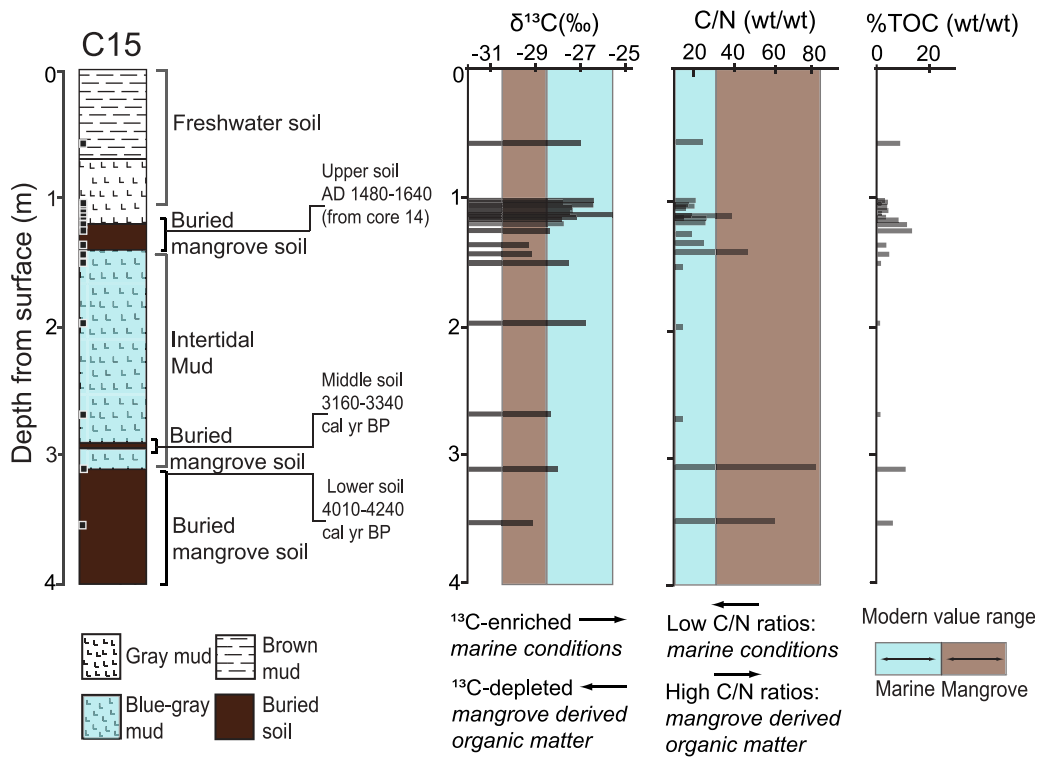 C15
δ¹³C(‰)
C/N (wt/wt)
%TOC (wt/wt)
-31 -29 -27 -25
20 40 60 80
0 20
0
1
2
3
4
Depth from surface (m)
Freshwater soil
Buried
mangrove soil
Intertidal
Mud
Buried
mangrove soil
Buried
mangrove soil
Upper soil
AD 1480-1640
(from core 14)
Middle soil
3160-3340
cal yr BP
Lower soil
4010-4240
cal yr BP
0
1
2
3
4
Gray mud
Brown
mud
Blue-gray
mud
Buried
soil
¹³C-enriched
marine conditions
¹³C-depleted
mangrove derived
organic matter
Low C/N ratios:
marine conditions
High C/N ratios:
mangrove derived
organic matter
Modern value range
Marine Mangrove